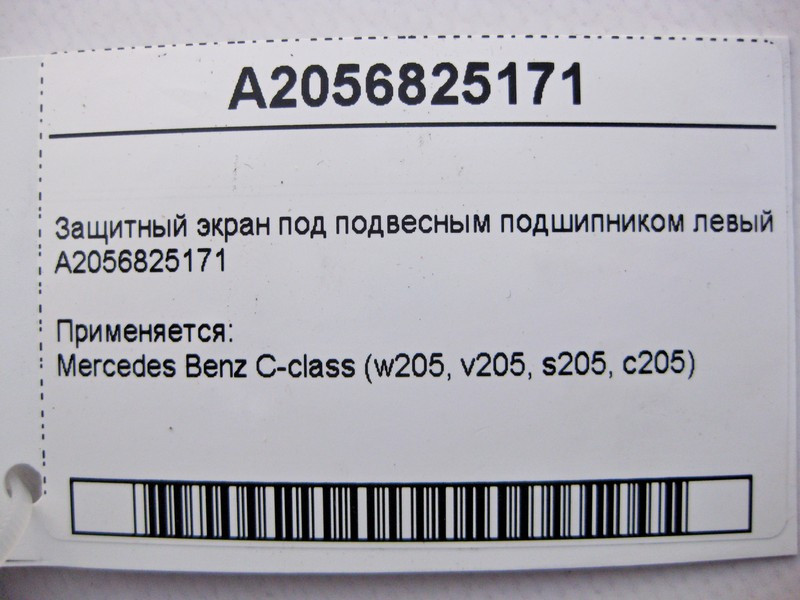 A2056825171
Защитный экран под подвесным подшипником левый
A2056825171
Применяется:
Mercedes Benz C-class (w205, v205, s205, c205)